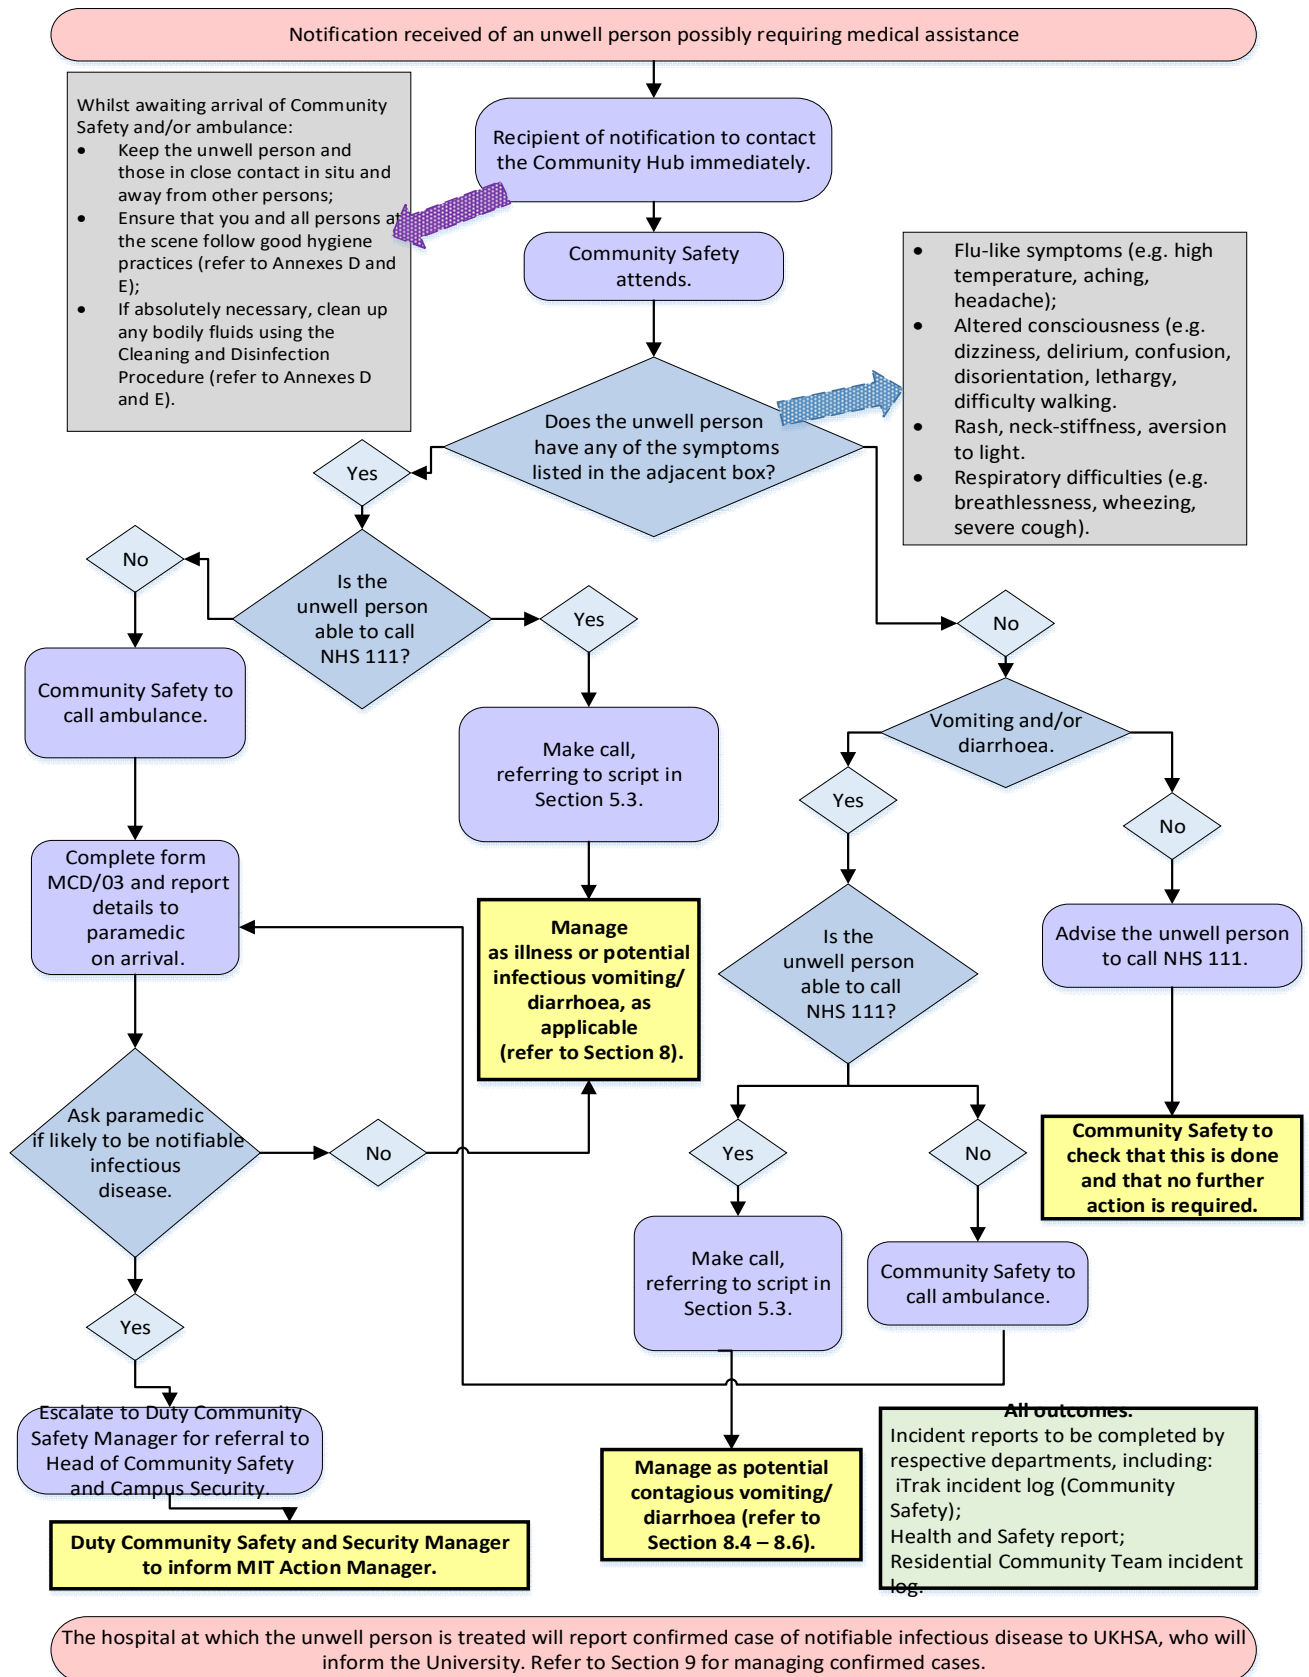 Notification received of an unwell person possibly requiring medical assistance
Whilst awaiting arrival of Community
Safety and/or ambulance:
• Keep the unwell person and
those in close contact in situ and
away from other persons;
• Ensure that you and all persons at
the scene follow good hygiene
practices (refer to Annexes D and
E);
• If absolutely necessary, clean up
any bodily fluids using the
Cleaning and Disinfection
Procedure (refer to Annexes D
and E).
Recipient of notification to contact
the Community Hub immediately.
Community Safety
attends.
• Flu-like symptoms (e.g. high
temperature, aching,
headache);
• Altered consciousness (e.g.
dizziness, delirium, confusion,
disorientation, lethargy,
difficulty walking.
• Rash, neck-stiffness, aversion
to light.
• Respiratory difficulties (e.g.
breathlessness, wheezing,
severe cough).
Does the unwell person
have any of the symptoms
listed in the adjacent box?
Yes
No
Is the
unwell person
able to call
NHS 111?
Yes
No
Community Safety to
call ambulance.
Make call,
referring to script in
Section 5.3.
Vomiting and/or
diarrhoea.
Yes
No
Complete form
MCD/03 and report
details to
paramedic
on arrival.
Manage
as illness or potential
infectious vomiting/
diarrhoea, as
applicable
(refer to Section 8).
Is the
unwell person
able to call
NHS 111?
Advise the unwell person
to call NHS 111.
Ask paramedic
if likely to be notifiable
infectious
disease.
No
Yes
No
Community Safety to
check that this is done
and that no further
action is required.
Yes
Make call,
referring to script in
Section 5.3.
Community Safety to
call ambulance.
Escalate to Duty Community
Safety Manager for referral to
Head of Community Safety
and Campus Security.
Duty Community Safety and Security Manager
to inform MIT Action Manager.
Manage as potential
contagious vomiting/
diarrhoea (refer to
Section 8.4 – 8.6).
All outcomes.
Incident reports to be completed by
respective departments, including:
iTrak incident log (Community
Safety);
Health and Safety report;
Residential Community Team incident
log.
The hospital at which the unwell person is treated will report confirmed case of notifiable infectious disease to UKHSA, who will
inform the University. Refer to Section 9 for managing confirmed cases.